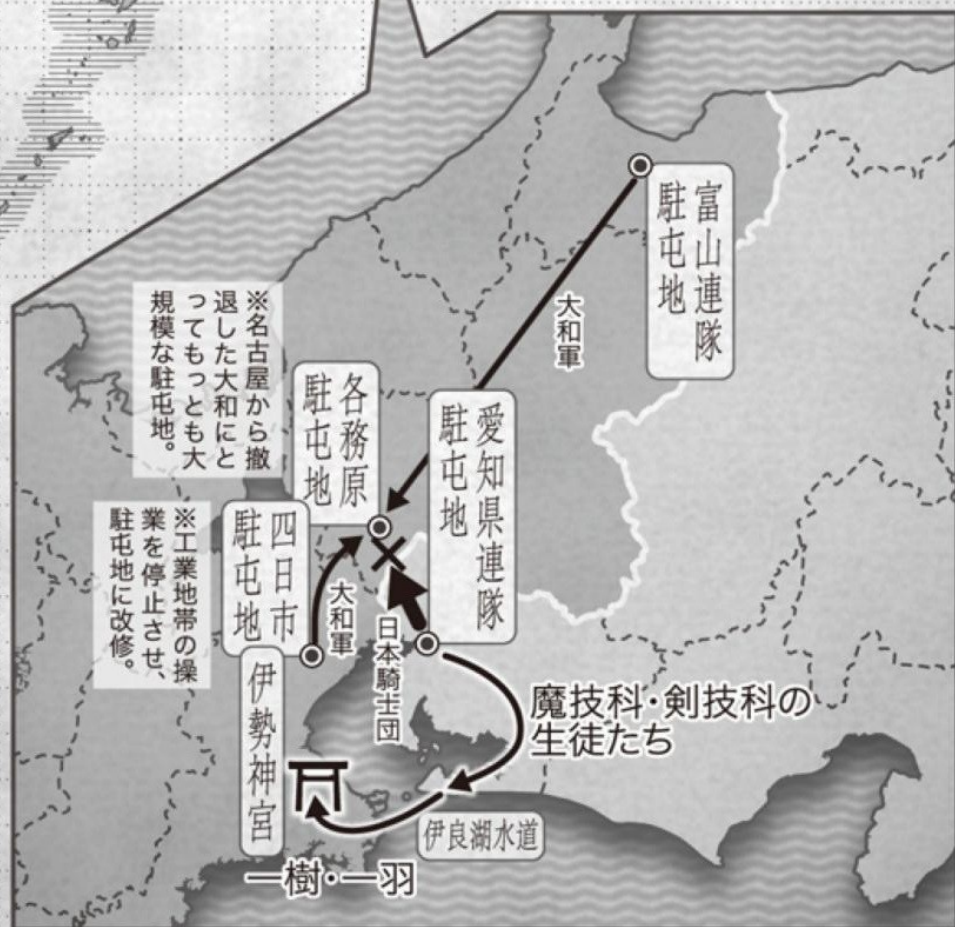 富山連隊
駐屯地
大和軍
※名古屋から撤
退した大和にと
ってもっとも大
規模な駐屯地。
各務原
駐屯地
愛知県連隊
駐屯地
※工業地帯の操
業を停止させ、
駐屯地に改修。
四日市
駐屯地
大和軍
日本騎士団
伊勢神宮
魔技科・剣技科の
生徒たち
伊良湖水道
一樹・一羽